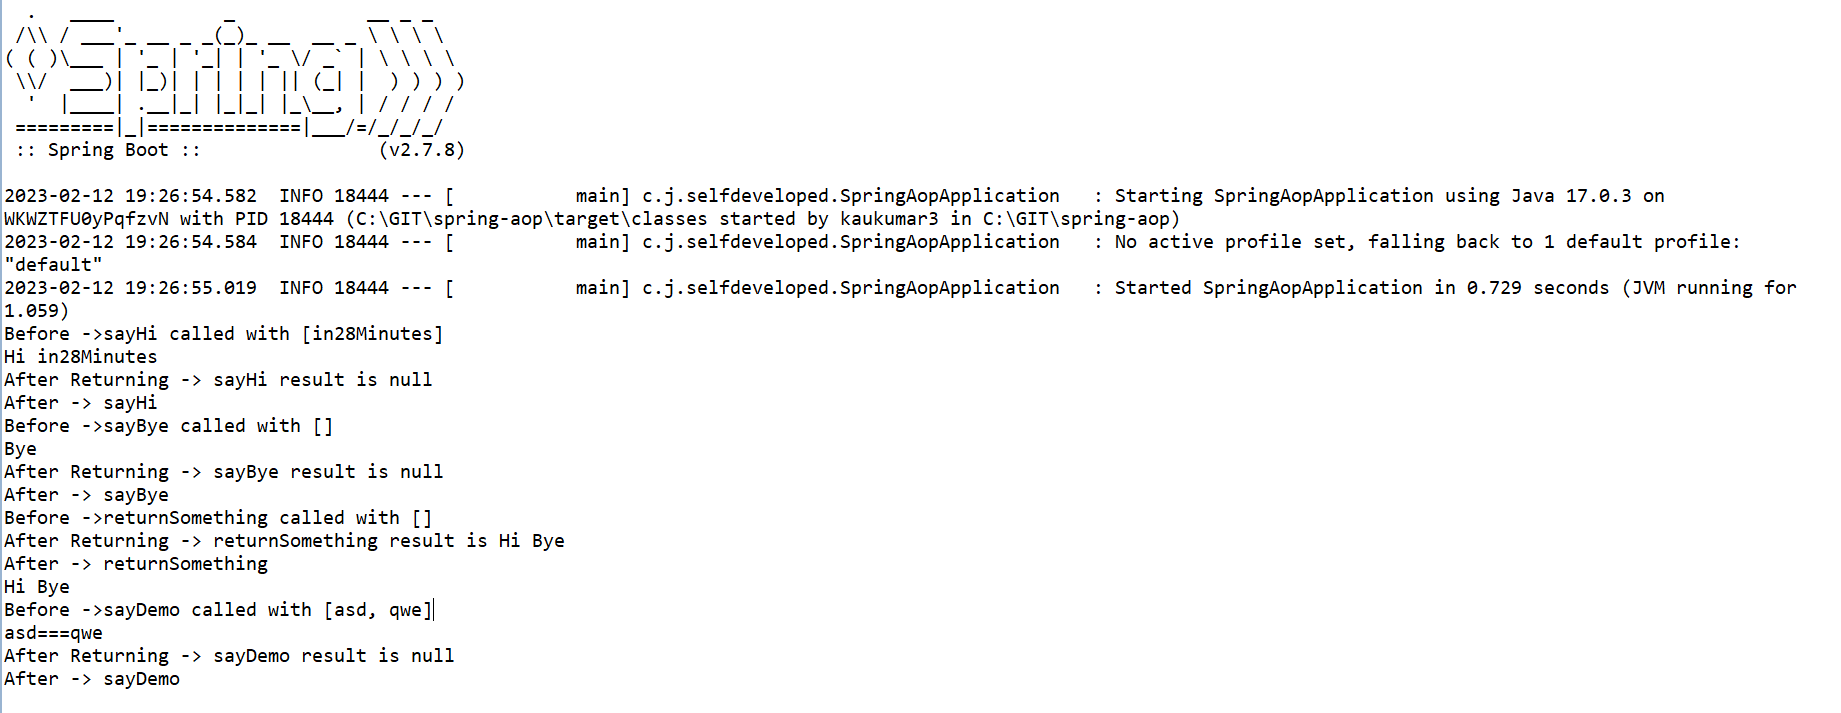 .   ____          _            __ _ _
 /\\ / ___'_ __ _ _(_)_ __  __ _ \ \ \ \
( ( )\___ | '_ | '_| | '_ \/ _` | \ \ \ \
 \\/  ___)| |_)| | | | | || (_| |  ) ) ) )
  '  |____| .__|_| |_|_| |_\__, | / / / /
 =========|_|==============|___/=/_/_/_/
 :: Spring Boot ::                (v2.7.8)

2023-02-12 19:26:54.582  INFO 18444 --- [           main] c.j.selfdeveloped.SpringAopApplication   : Starting SpringAopApplication using Java 17.0.3 on
WKWZTFU0yPqfzvN with PID 18444 (C:\GIT\spring-aop\target\classes started by kaukumar3 in C:\GIT\spring-aop)
2023-02-12 19:26:54.584  INFO 18444 --- [           main] c.j.selfdeveloped.SpringAopApplication   : No active profile set, falling back to 1 default profile:
"default"
2023-02-12 19:26:55.019  INFO 18444 --- [           main] c.j.selfdeveloped.SpringAopApplication   : Started SpringAopApplication in 0.729 seconds (JVM running for
1.059)
Before ->sayHi called with [in28Minutes]
Hi in28Minutes
After Returning -> sayHi result is null
After -> sayHi
Before ->sayBye called with []
Bye
After Returning -> sayBye result is null
After -> sayBye
Before ->returnSomething called with []
After Returning -> returnSomething result is Hi Bye
After -> returnSomething
Hi Bye
Before ->sayDemo called with [asd, qwe]
asd===qwe
After Returning -> sayDemo result is null
After -> sayDemo